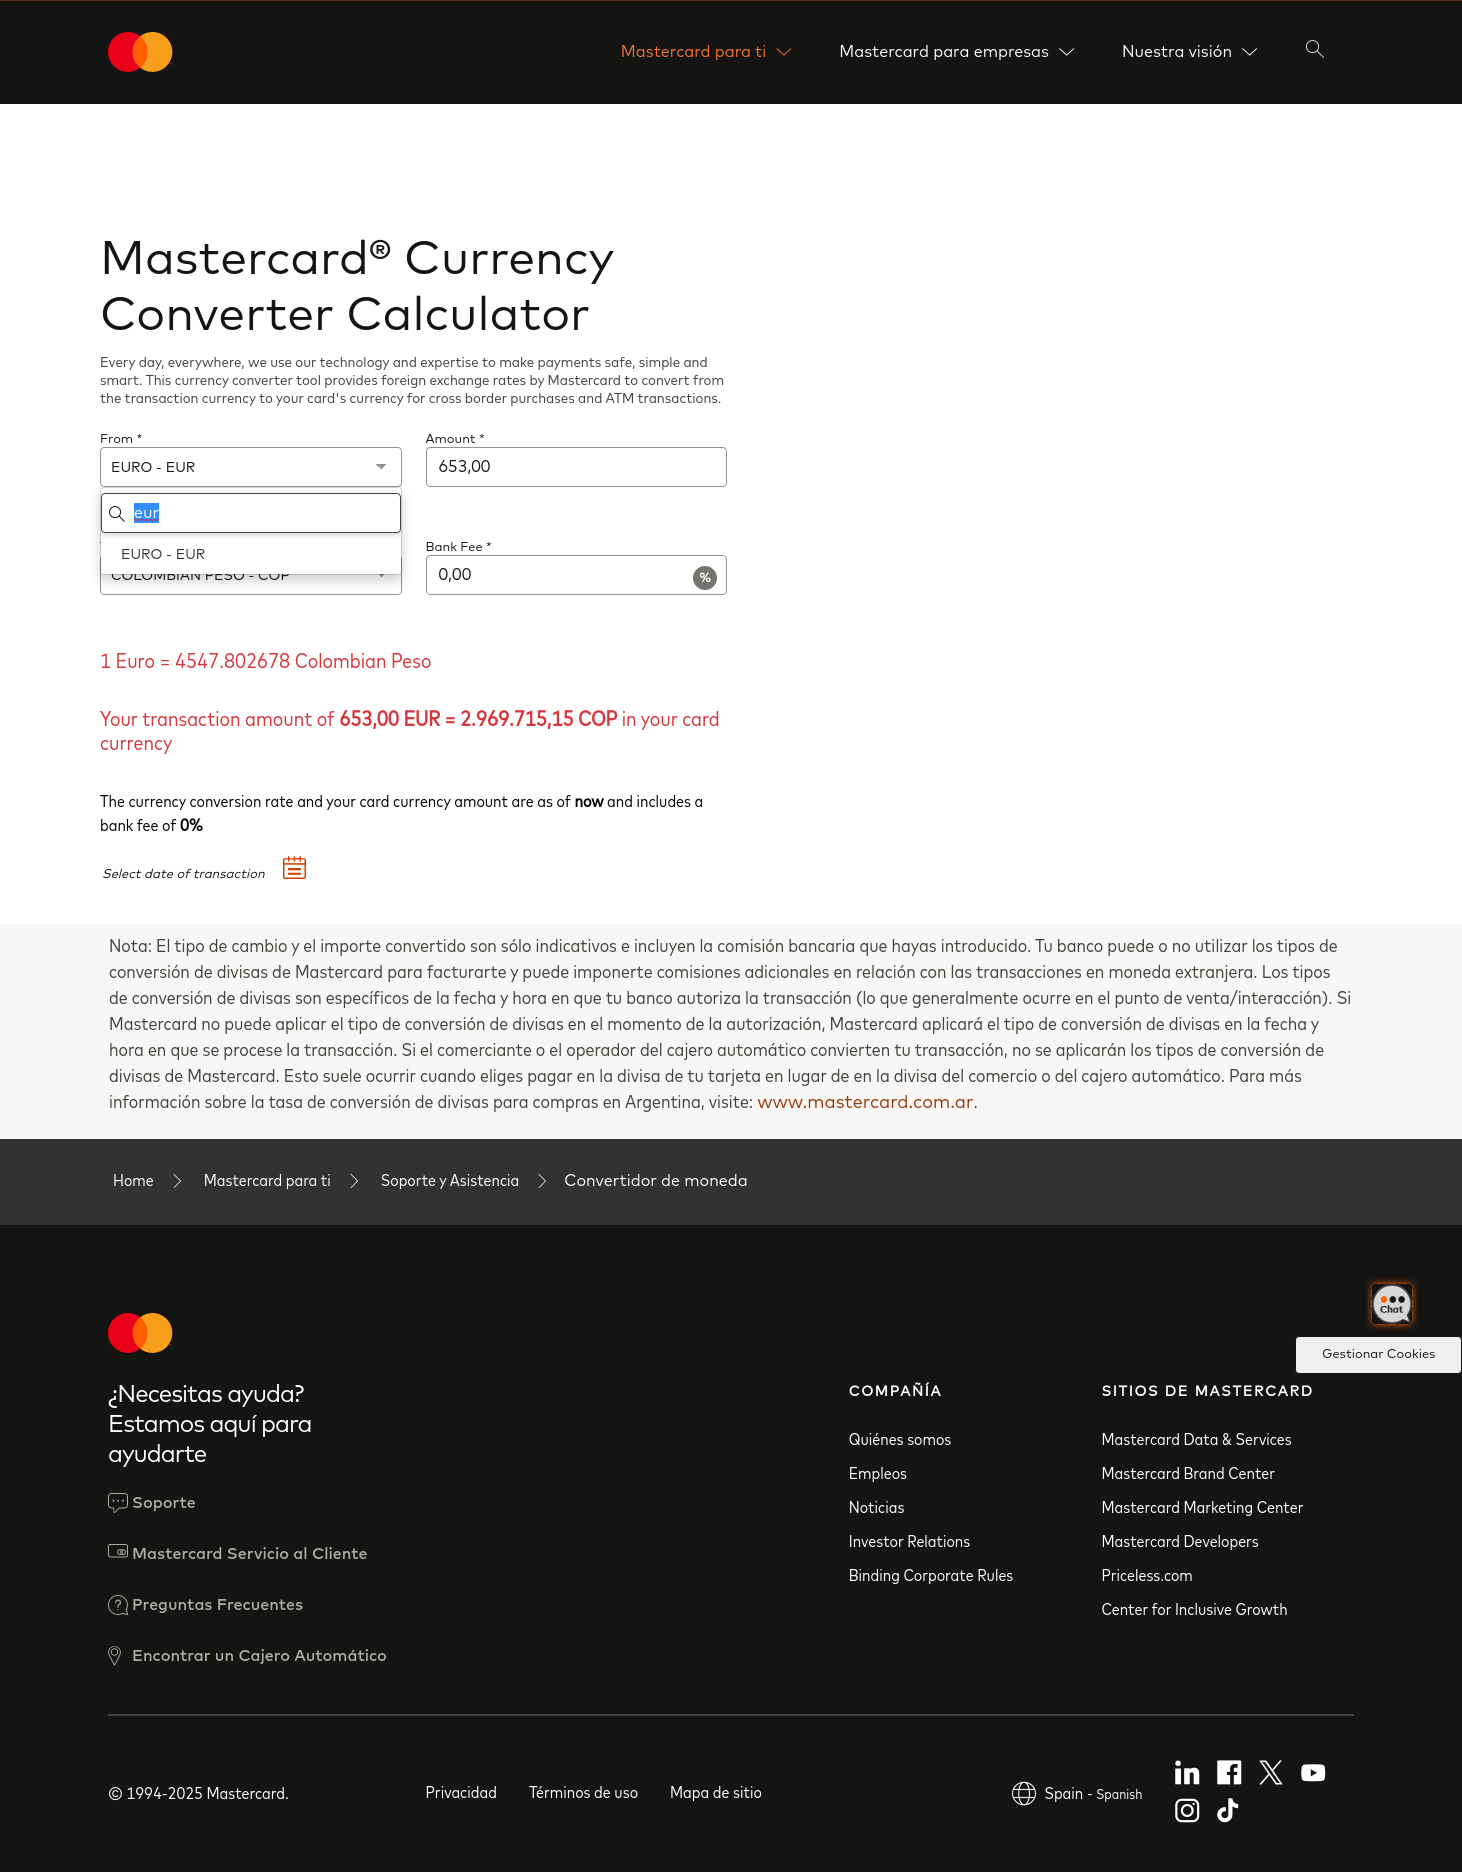 Mastercard para ti
Mastercard para empresas
Nuestra visión
Mastercard® Currency
Converter Calculator
Every day, everywhere, we use our technology and expertise to make payments safe, simple and
smart. This currency converter tool provides foreign exchange rates by Mastercard to convert from
the transaction currency to your card's currency for cross border purchases and ATM transactions.
From *
Amount *
EURO - EUR
653,00
eur
EURO - EUR
Bank Fee *
COLOMBIAN PESO - COP
0,00
%
1 Euro = 4547.802678 Colombian Peso
Your transaction amount of 653,00 EUR = 2.969.715,15 COP in your card
currency
The currency conversion rate and your card currency amount are as of now and includes a
bank fee of 0%
Select date of transaction
Nota: El tipo de cambio y el importe convertido son sólo indicativos e incluyen la comisión bancaria que hayas introducido. Tu banco puede o no utilizar los tipos de
conversión de divisas de Mastercard para facturarte y puede imponerte comisiones adicionales en relación con las transacciones en moneda extranjera. Los tipos
de conversión de divisas son específicos de la fecha y hora en que tu banco autoriza la transacción (lo que generalmente ocurre en el punto de venta/interacción). Si
Mastercard no puede aplicar el tipo de conversión de divisas en el momento de la autorización, Mastercard aplicará el tipo de conversión de divisas en la fecha y
hora en que se procese la transacción. Si el comerciante o el operador del cajero automático convierten tu transacción, no se aplicarán los tipos de conversión de
divisas de Mastercard. Esto suele ocurrir cuando eliges pagar en la divisa de tu tarjeta en lugar de en la divisa del comercio o del cajero automático. Para más
información sobre la tasa de conversión de divisas para compras en Argentina, visite: www.mastercard.com.ar.
Home
Mastercard para ti
Soporte y Asistencia
Convertidor de moneda
Chat
Gestionar Cookies
¿Necesitas ayuda?
Estamos aquí para
ayudarte
Soporte
Mastercard Servicio al Cliente
Preguntas Frecuentes
Encontrar un Cajero Automático
COMPAÑÍA
Quiénes somos
Empleos
Noticias
Investor Relations
Binding Corporate Rules
SITIOS DE MASTERCARD
Mastercard Data & Services
Mastercard Brand Center
Mastercard Marketing Center
Mastercard Developers
Priceless.com
Center for Inclusive Growth
© 1994-2025 Mastercard.
Privacidad
Términos de uso
Mapa de sitio
Spain - Spanish